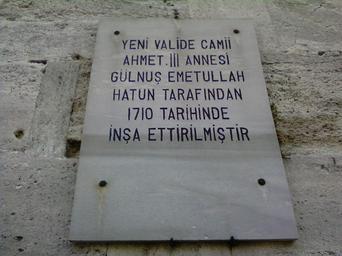 YENİ VALİDE CAMİİ
AHMET.III ANNESİ
GÜLNUŞ EMETULLAH
HATUN TARAFINDAN
1710 TARİHİNDE
İNŞA ETTİRİLMİŞTİR